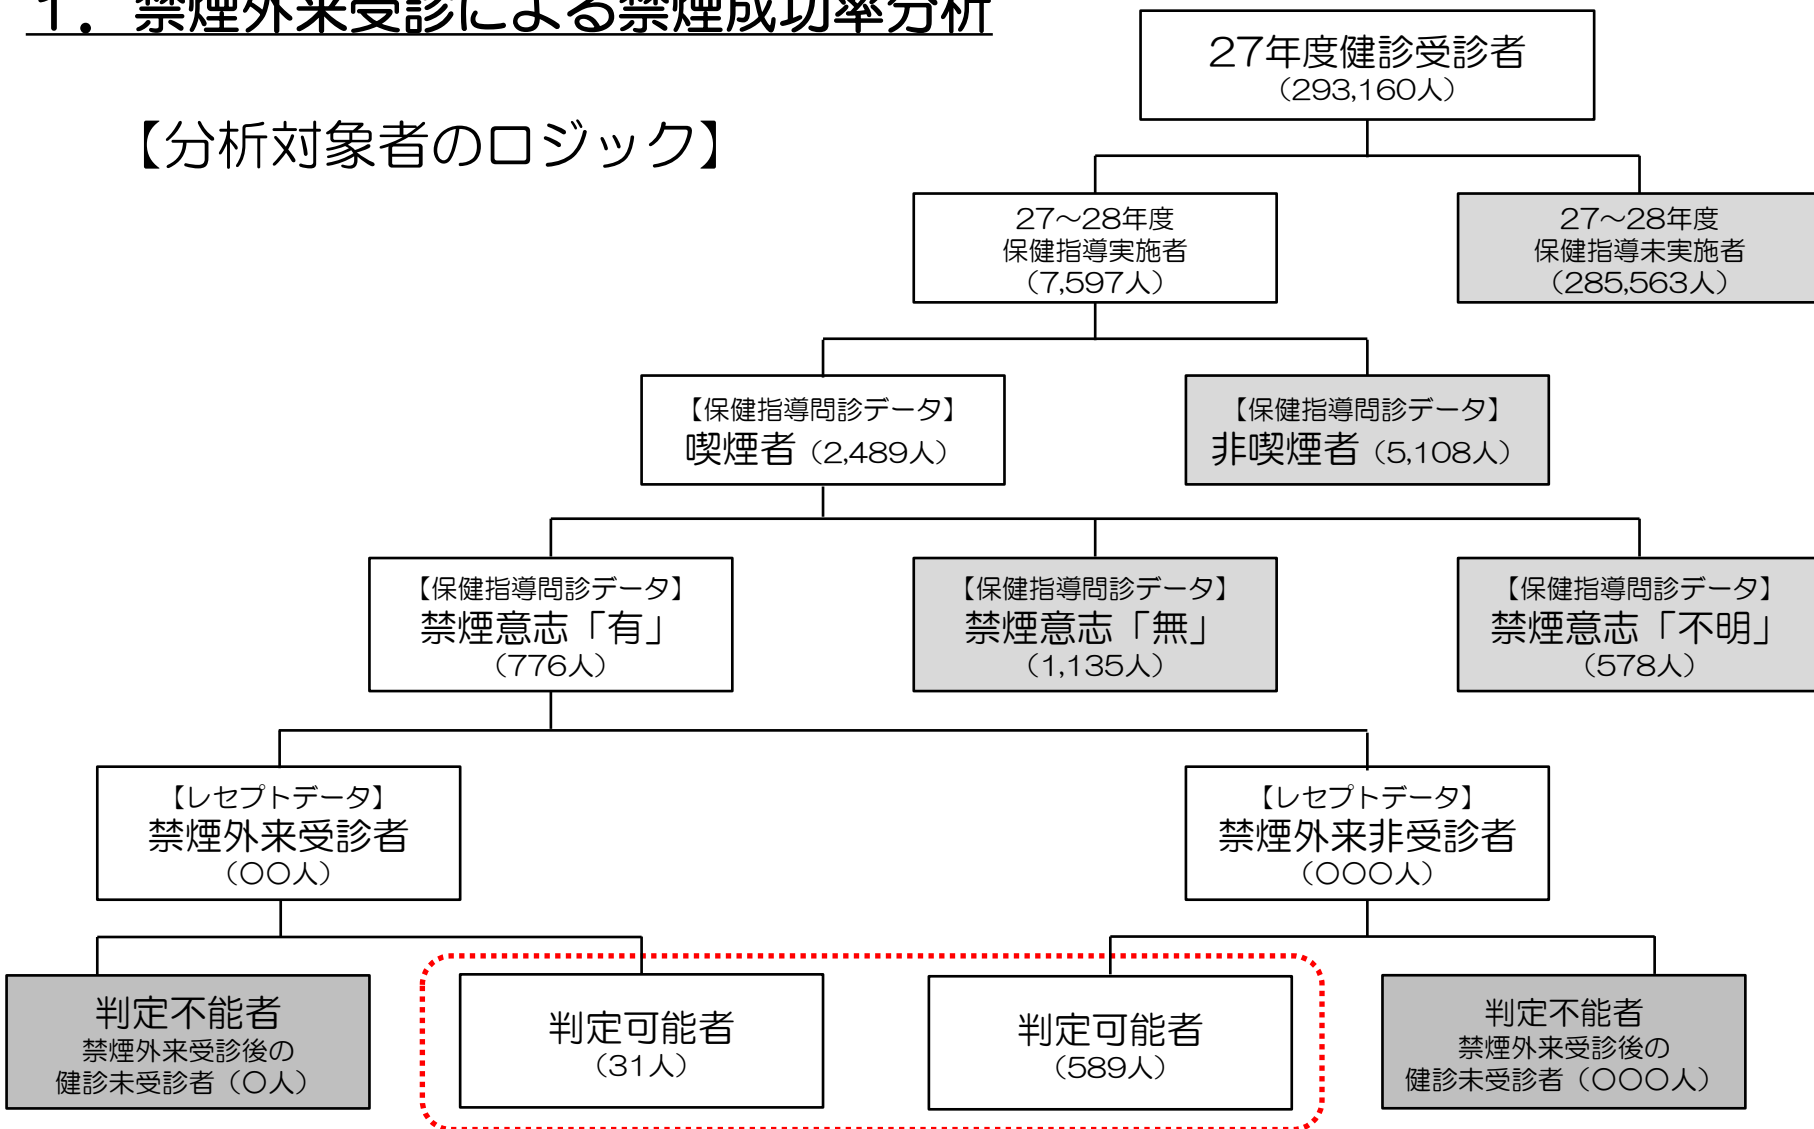 1．禁煙外来受診による禁煙成功率分析
【分析対象者のロジック】
27年度健診受診者
（293,160人）
27～28年度
保健指導実施者
（7,597人）
27～28年度
保健指導未実施者
（285,563人）
【保健指導問診データ】
喫煙者（2,489人）
【保健指導問診データ】
非喫煙者（5,108人）
【保健指導問診データ】
禁煙意志「有」
（776人）
【保健指導問診データ】
禁煙意志「無」
（1,135人）
【保健指導問診データ】
禁煙意志「不明」
（578人）
【レセプトデータ】
禁煙外来受診者
（〇〇人）
【レセプトデータ】
禁煙外来非受診者
（〇〇〇人）
判定不能者
禁煙外来受診後の
健診未受診者（〇人）
判定可能者
（31人）
判定可能者
（589人）
判定不能者
禁煙外来受診後の
健診未受診者（〇〇〇人）